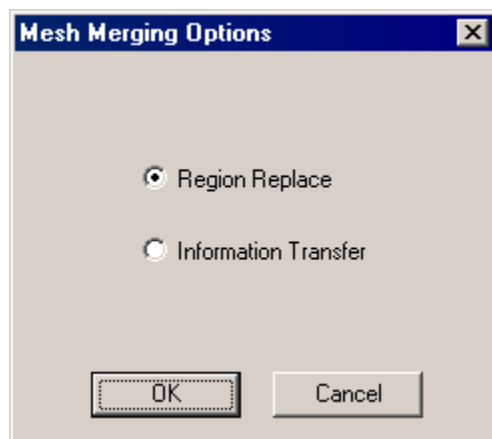 Mesh Merging Options
Region Replace
Information Transfer
OK Cancel